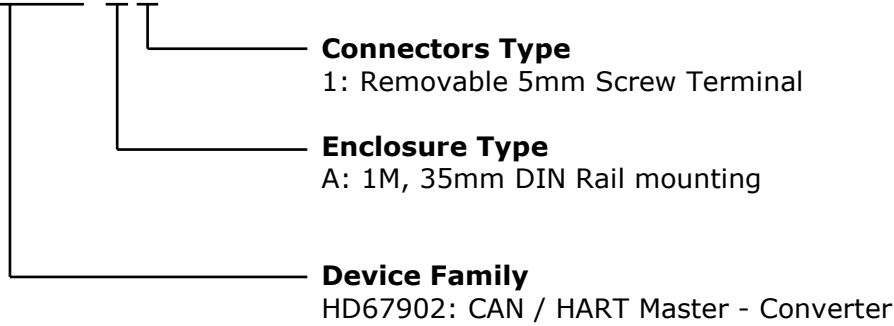 Connectors Type
1: Removable 5mm Screw Terminal
Enclosure Type
A: 1M, 35mm DIN Rail mounting
Device Family
HD67902: CAN / HART Master - Converter